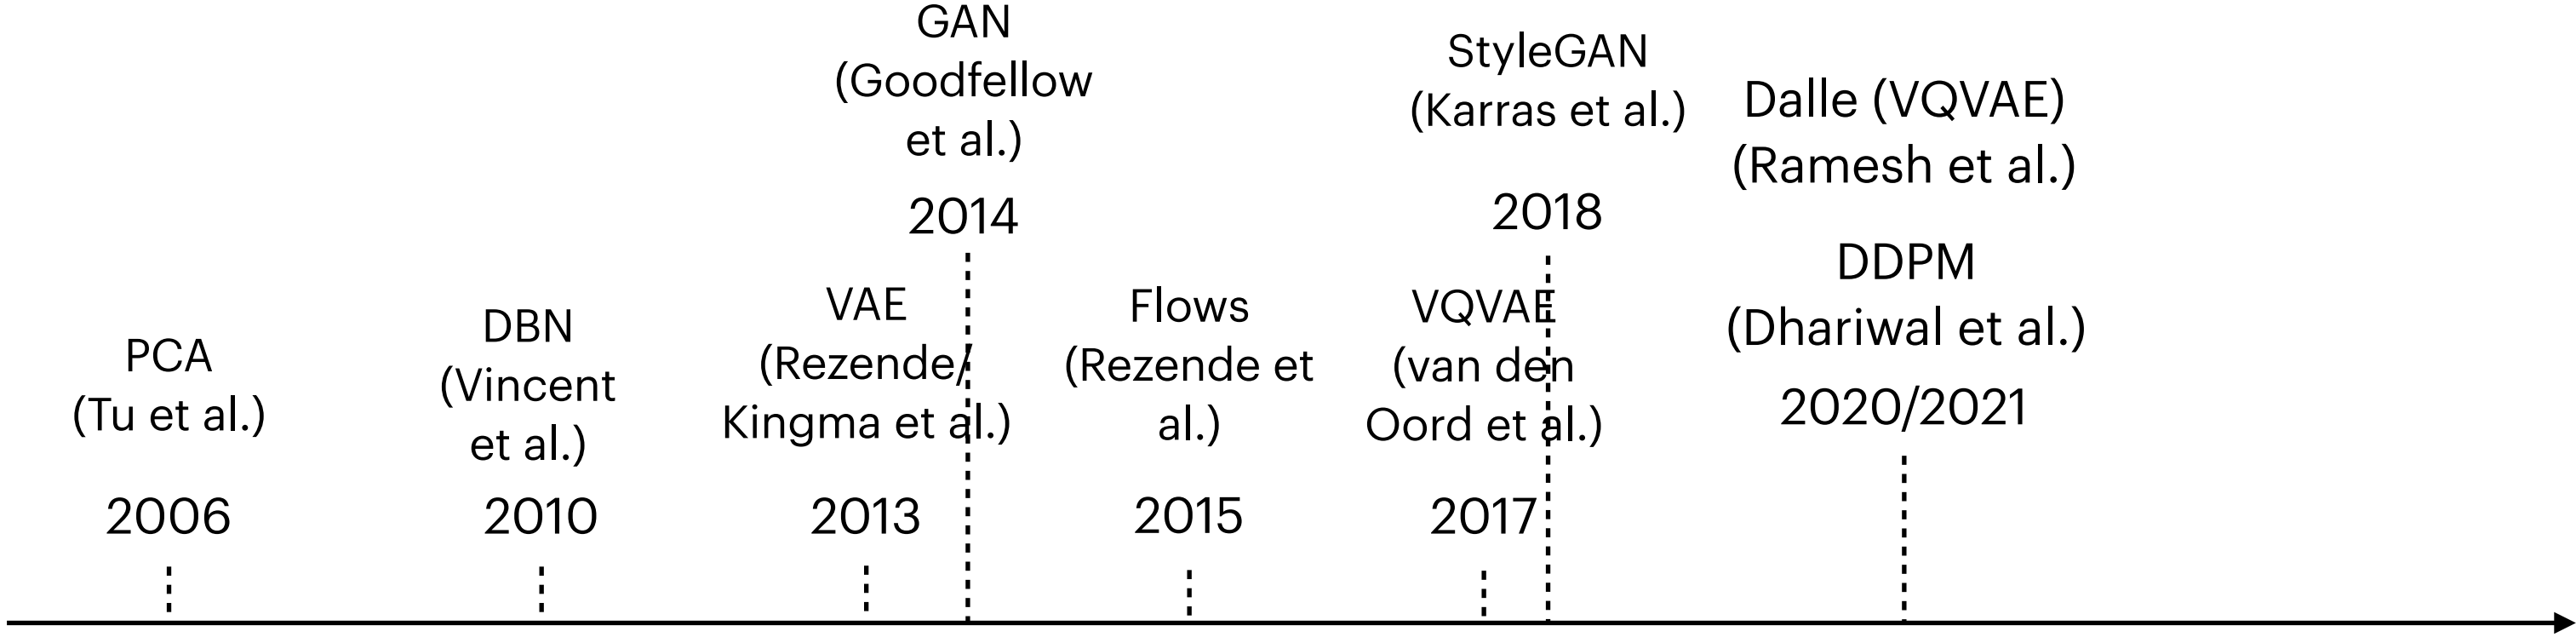 PCA
(Tu et al.)
2006
DBN
(Vincent
et al.)
2010
VAE
(Rezende/
Kingma et al.)
2013
GAN
(Goodfellow
et al.)
2014
Flows
(Rezende et
al.)
2015
VQVAE
(van den
Oord et al.)
2017
StyleGAN
(Karras et al.)
2018
Dalle (VQVAE)
(Ramesh et al.)
DDPM
(Dhariwal et al.)
2020/2021